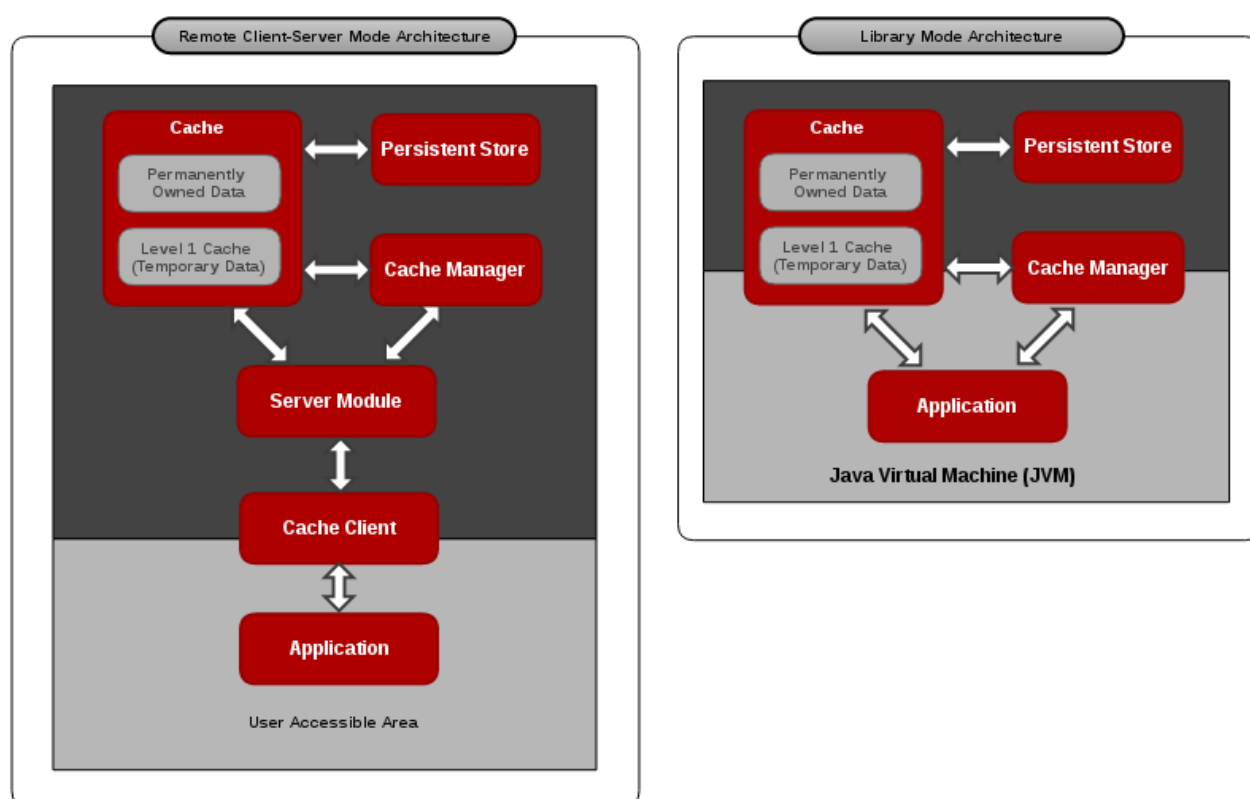 Remote Client-Server Mode Architecture
Cache
Permanently
Owned Data
Level 1 Cache
(Temporary Data)
Persistent Store
Cache Manager
Server Module
Cache Client
Application
User Accessible Area
Library Mode Architecture
Cache
Permanently
Owned Data
Level 1 Cache
(Temporary Data)
Persistent Store
Cache Manager
Application
Java Virtual Machine (JVM)